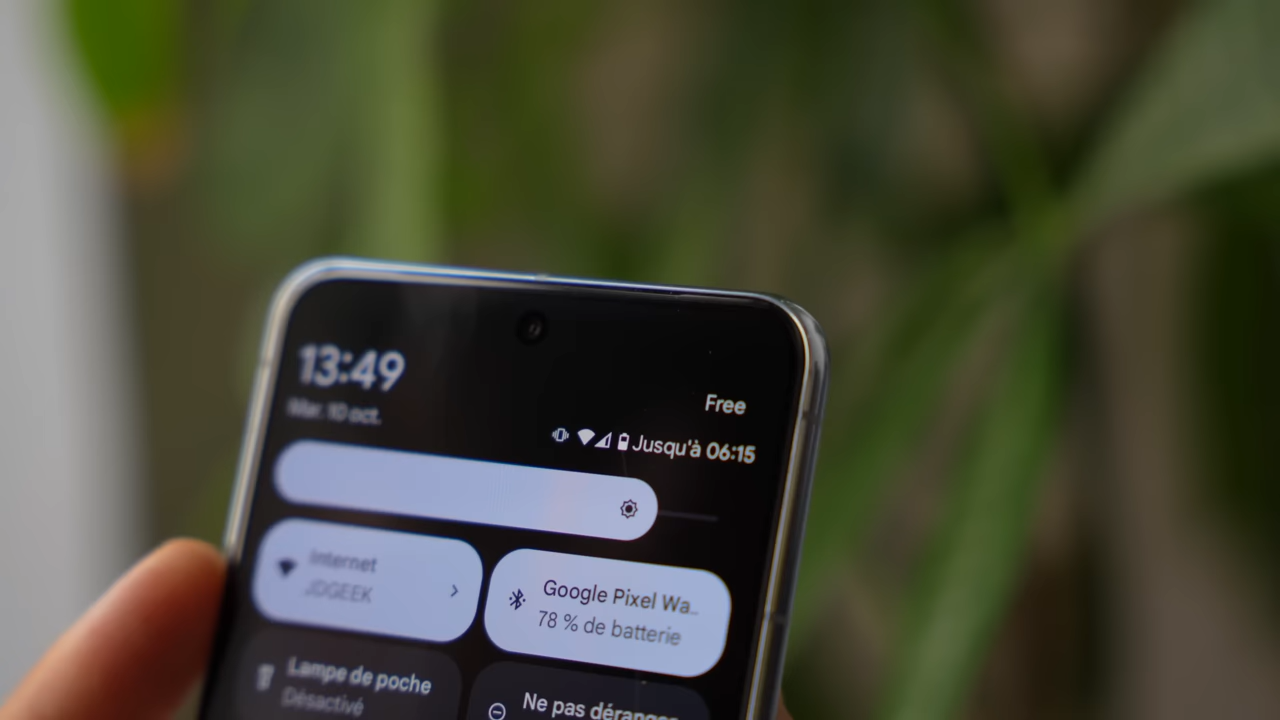 13:49
Mar. 10 oct.
Free
Jusqu'à 06:15
Internet
JDGEEK
Google Pixel Wa..
78 % de batterie
Lampe de poche
Désactivé
Ne pas déranger